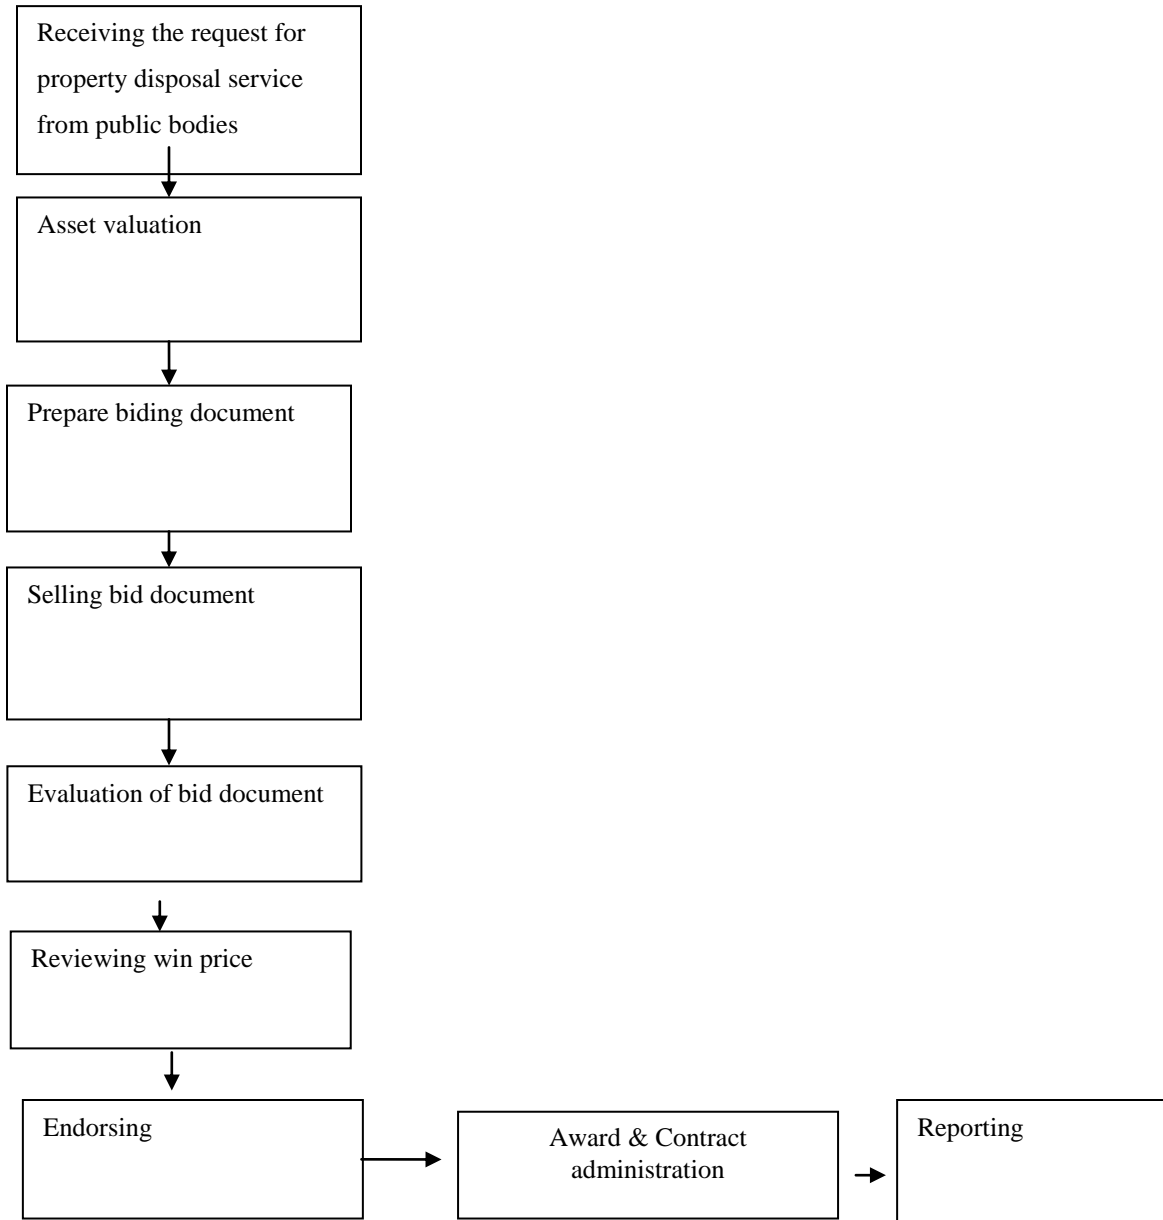 Receiving the request for
property disposal service
from public bodies
Asset valuation
Prepare biding document
Selling bid document
Evaluation of bid document
Reviewing win price
Endorsing
Award & Contract
administration
Reporting